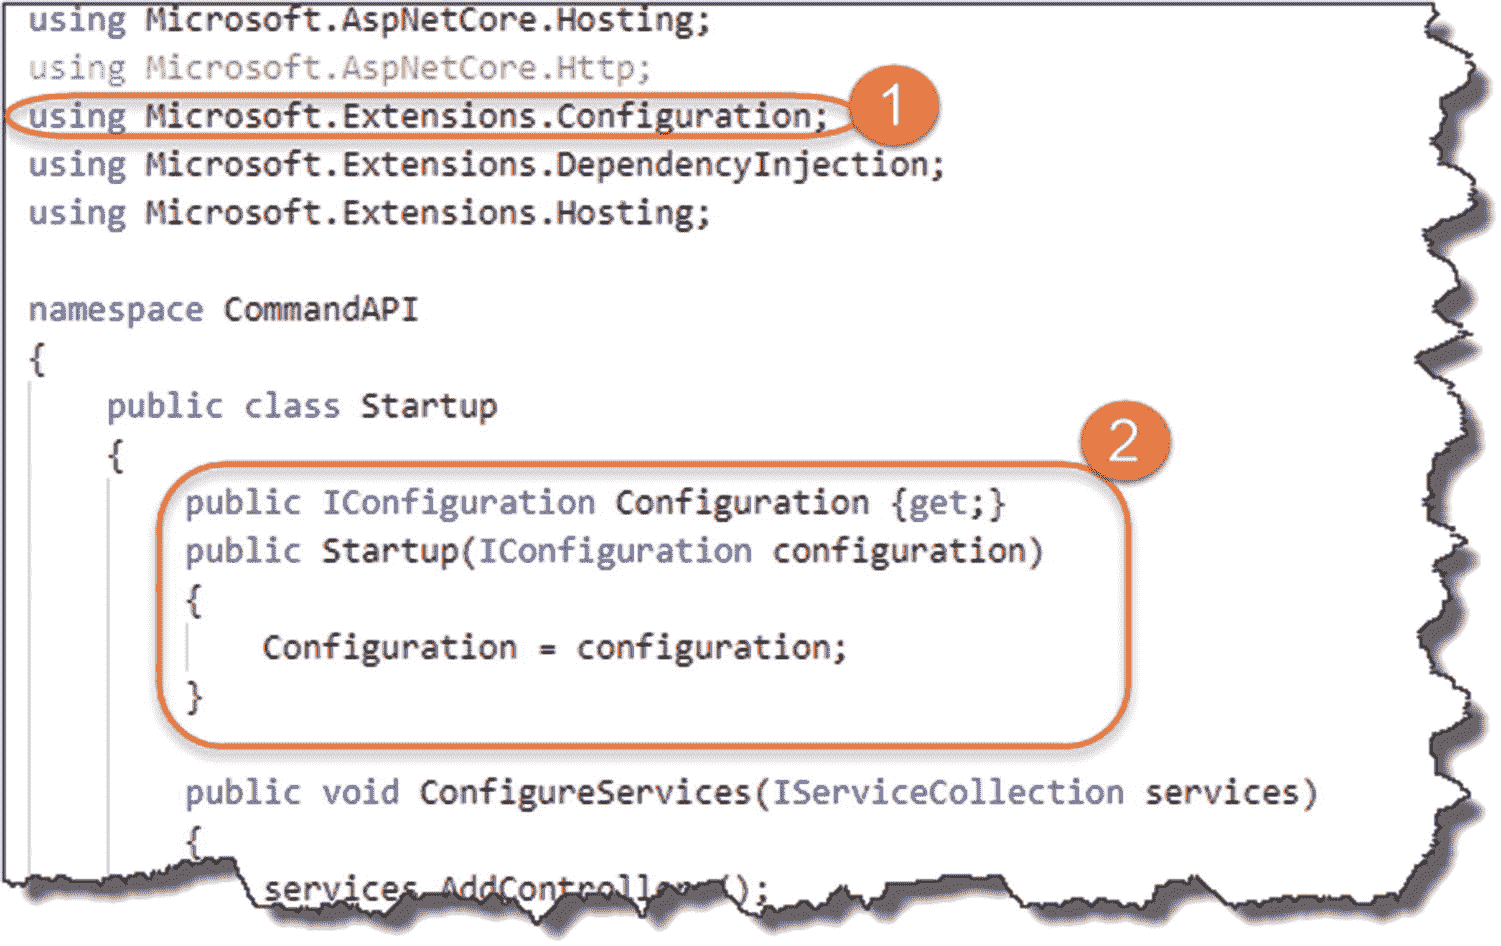 using Microsoft.AspNetCore.Hosting;
using Microsoft.AspNetCore.Http;
using Microsoft.Extensions.Configuration;
1
using Microsoft.Extensions.DependencyInjection;
using Microsoft.Extensions.Hosting;
namespace CommandAPI
{
public class Startup
{
2
public IConfiguration Configuration {get;}
public Startup(IConfiguration configuration)
{
Configuration = configuration;
}
public void ConfigureServices(IServiceCollection services)
{
services.AddControllers();